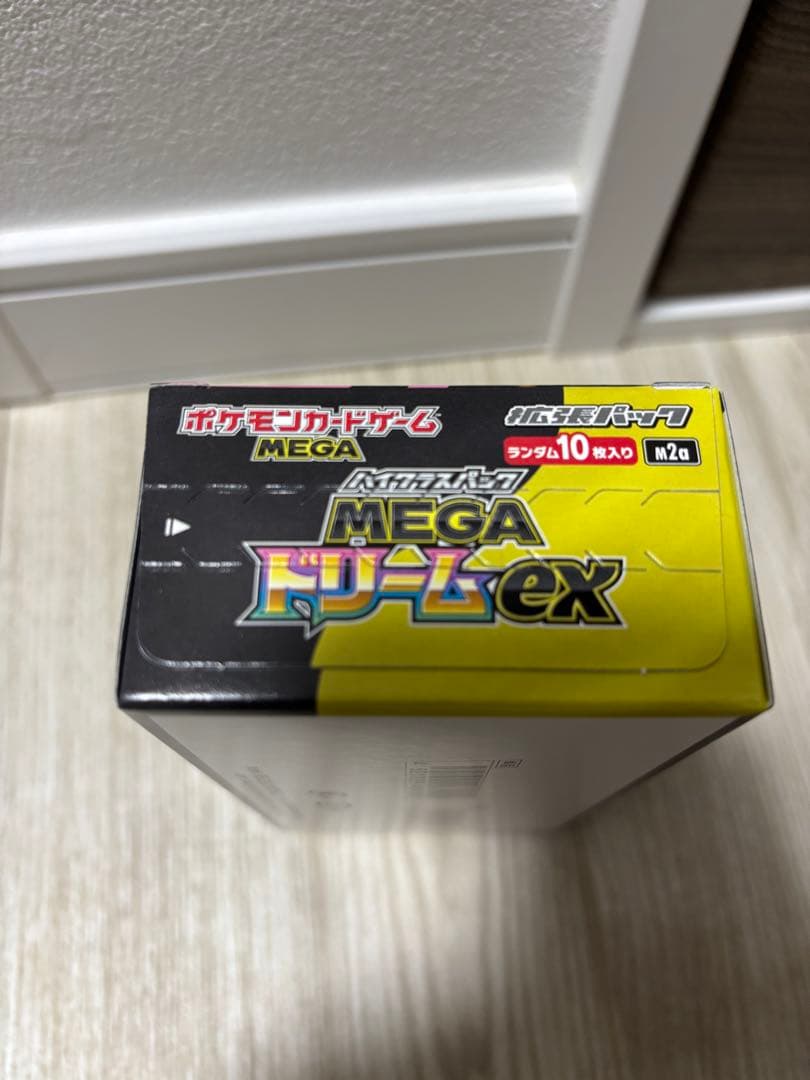 ポケモンカードゲーム
MEGA
拡張パック
ランダム10枚入り M2a
ハイクラスパック
MEGA
ドリームex